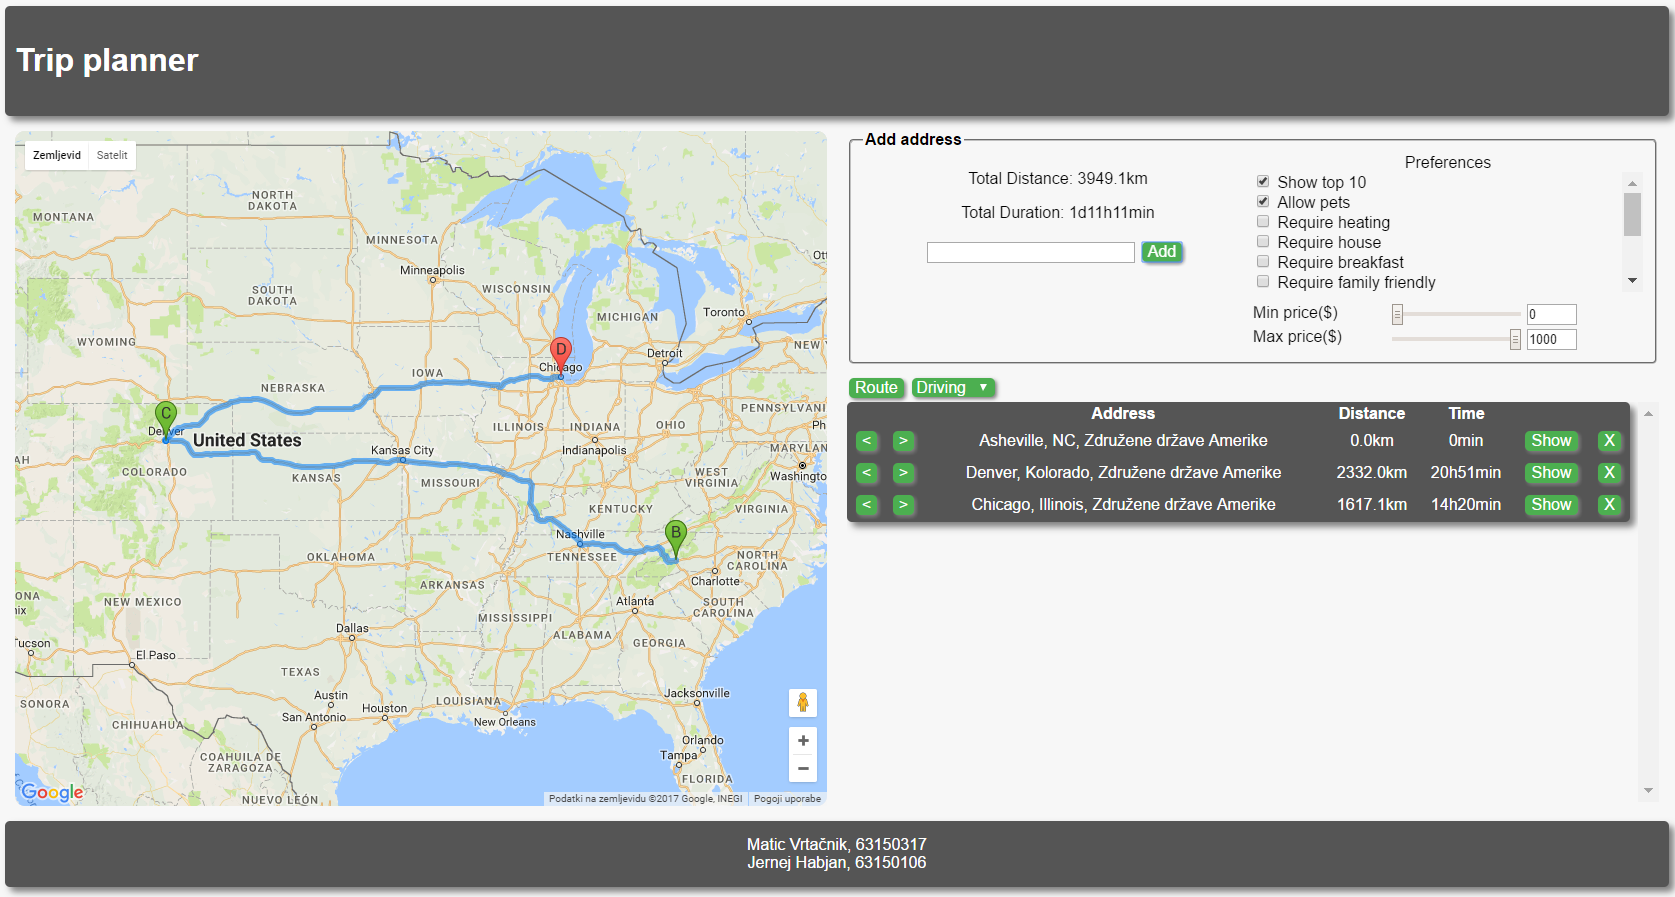 Trip planner
Zemljevid Satelit
NORTH DAKOTA
MONTANA
MINNESOTA
Minneapolis
SOUTH DAKOTA
WISCONSIN
MICHIGAN
Toronto
WYOMING
Detroit
NEW
D
Chicago
IOWA
NEBRASKA
PENNSYLVANI
C
Denver
United States
ILLINOIS
INDIANA
OHIO
Indianapolis
Kansas City
MARYLAN
COLORADO
KANSAS
MISSOURI
WEST VIRGINIA
Washingto
KENTUCKY
VIRGINIA
Nashville
B
TENNESSEE
NORTH CAROLINA
OKLAHOMA
ARKANSAS
Charlotte
NEW MEXICO
Atlanta
SOUTH CAROLINA
MISSISSIPPI
ALABAMA
GEORGIA
Dallas
El Paso
TEXAS
Jacksonville
Austin
San Antonio
Houston
LOUISIANA
New Orleans
SONORA
CHIHUAHUA
COAHUILA DE ZARAGOZA
Orlando
Tampa
FLORIDA
NUEVO LEÓN
Google
Podatki na zemljevidu ©2017 Google, INEGI Pogoji uporabe
Add address
Total Distance: 3949.1km
Total Duration: 1d11h11min
Add
Preferences
Show top 10
Allow pets
Require heating
Require house
Require breakfast
Require family friendly
Min price($) 0
Max price($) 1000
Route Driving ▼
Address Distance Time
< > Asheville, NC, Združene države Amerike 0.0km 0min Show X
< > Denver, Kolorado, Združene države Amerike 2332.0km 20h51min Show X
< > Chicago, Illinois, Združene države Amerike 1617.1km 14h20min Show X
Matic Vrtačnik, 63150317
Jernej Habjan, 63150106